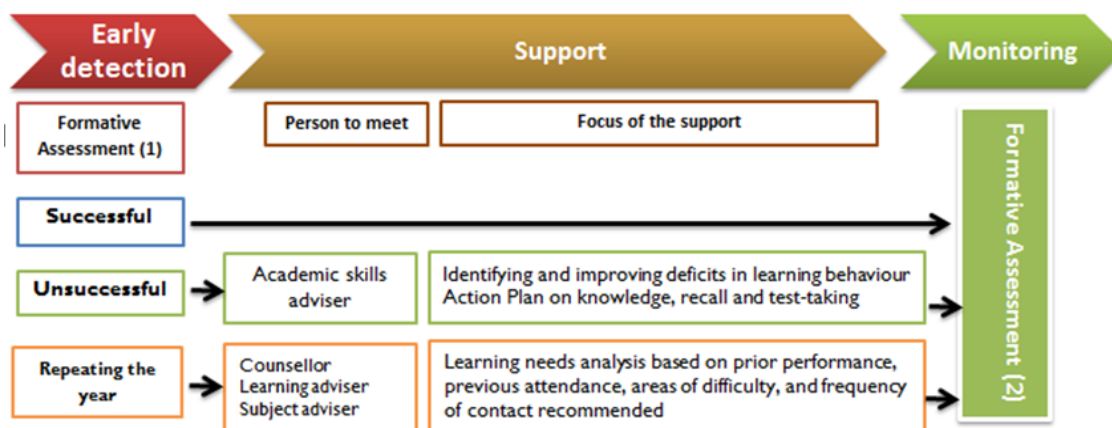 Early
detection
Support
Monitoring
Formative
Assessment (1)
Person to meet
Focus of the support
Formative Assessment (2)
Successful
Unsuccessful
Academic skills
adviser
Identifying and improving deficits in learning behaviour
Action Plan on knowledge, recall and test-taking
Repeating the
year
Counsellor
Learning adviser
Subject adviser
Learning needs analysis based on prior performance,
previous attendance, areas of difficulty, and frequency
of contact recommended